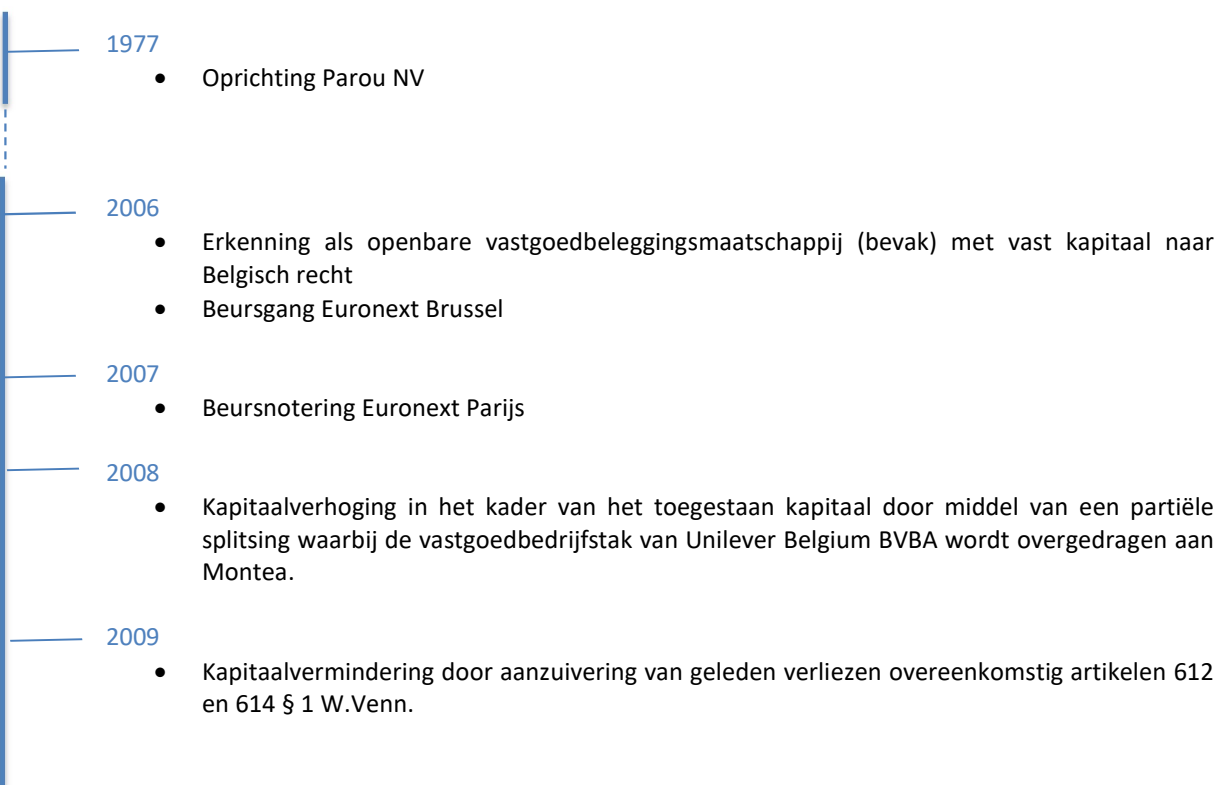 1977
• Oprichting Parou NV
2006
• Erkenning als openbare vastgoedbeleggingsmaatschappij (bevak) met vast kapitaal naar
Belgisch recht
• Beursgang Euronext Brussel
2007
• Beursnotering Euronext Parijs
2008
• Kapitaalverhoging in het kader van het toegestaan kapitaal door middel van een partiële
splitsing waarbij de vastgoedbedrijfstak van Unilever Belgium BVBA wordt overgedragen aan
Montea.
2009
• Kapitaalvermindering door aanzuivering van geleden verliezen overeenkomstig artikelen 612
en 614 § 1 W.Venn.